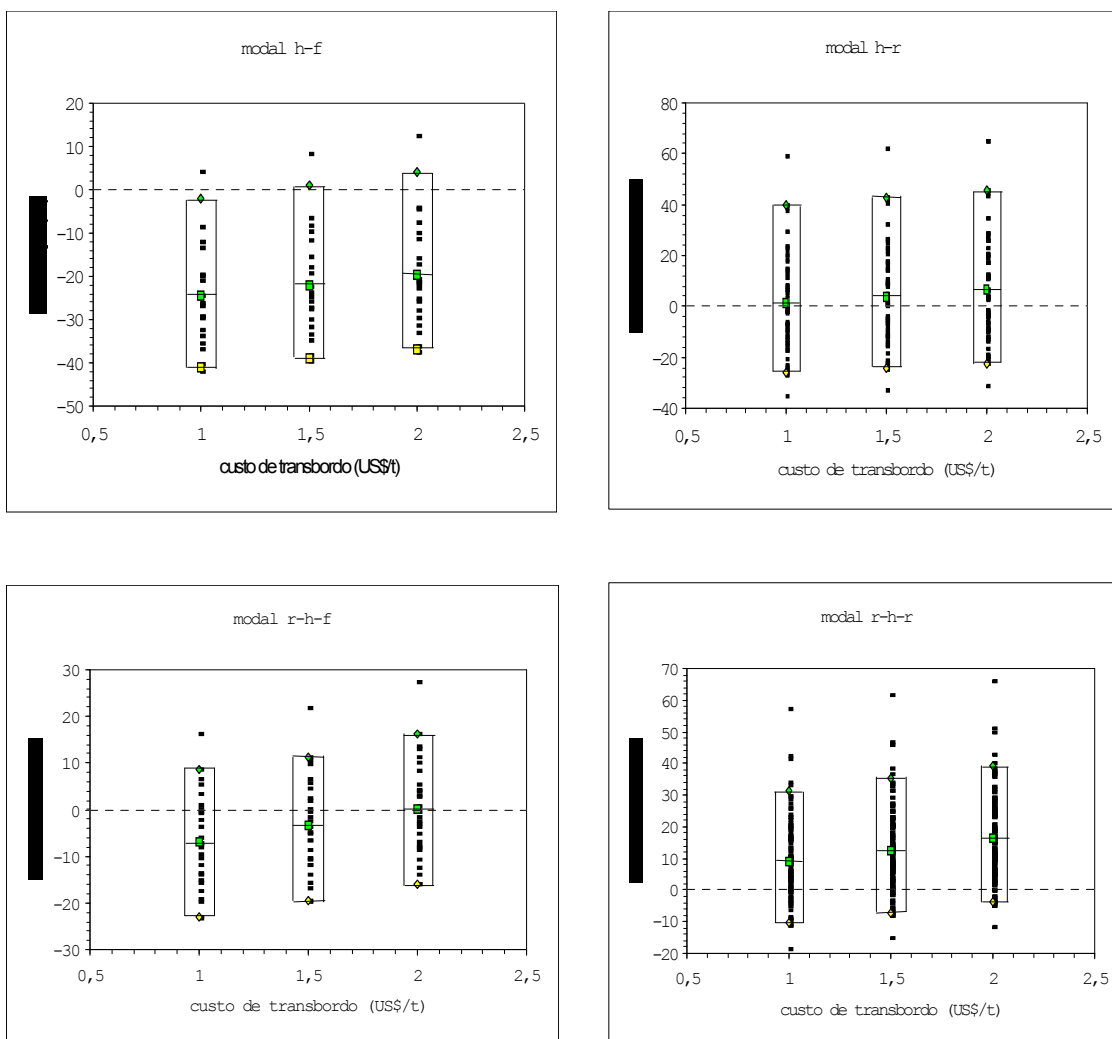 modal h-f
20
10
0
-10
-20
-30
-40
-50
0,5 1 1,5 2 2,5
custo de transbordo (US$/t)
modal h-r
80
60
40
20
0
-20
-40
0,5 1 1,5 2 2,5
custo de transbordo (US$/t)
modal r-h-f
30
20
10
0
-10
-20
-30
0,5 1 1,5 2 2,5
custo de transbordo (US$/t)
modal r-h-r
70
60
50
40
30
20
10
0
-10
-20
0,5 1 1,5 2 2,5
custo de transbordo (US$/t)